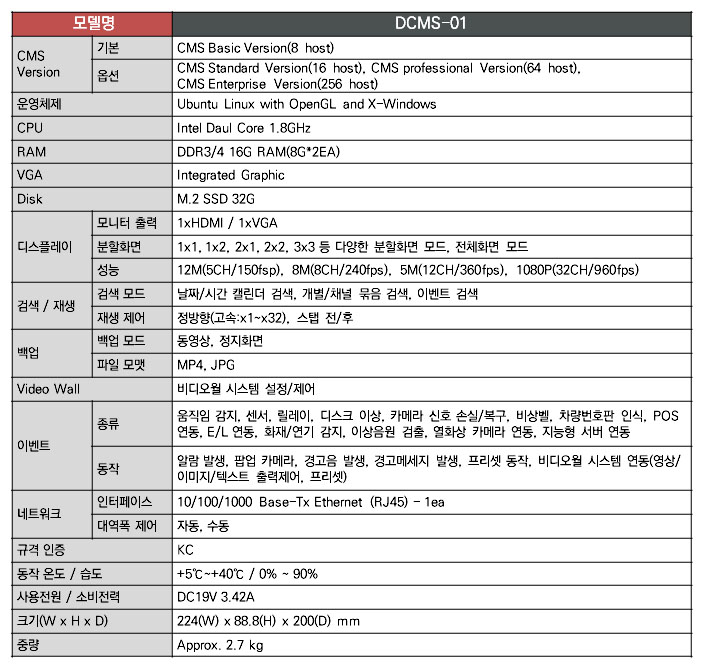 모델명 DCMS-01
CMS Version 기본 CMS Basic Version(8 host)
옵션 CMS Standard Version(16 host), CMS professional Version(64 host),
CMS Enterprise Version(256 host)
운영체제 Ubuntu Linux with OpenGL and X-Windows
CPU Intel Daul Core 1.8GHz
RAM DDR3/4 16G RAM(8G*2EA)
VGA Integrated Graphic
Disk M.2 SSD 32G
디스플레이 모니터 출력 1xHDMI / 1xVGA
분할화면 1x1, 1x2, 2x1, 2x2, 3x3 등 다양한 분할화면 모드, 전체화면 모드
성능 12M(5CH/150fsp), 8M(8CH/240fps), 5M(12CH/360fps), 1080P(32CH/960fps)
검색 / 재생 검색 모드 날짜/시간 캘린더 검색, 개별/채널 묶음 검색, 이벤트 검색
재생 제어 정방향(고속:x1~x32), 스탭 전/후
백업 백업 모드 동영상, 정지화면
파일 모맷 MP4, JPG
Video Wall 비디오월 시스템 설정/제어
이벤트 종류 움직임 감지, 센서, 릴레이, 디스크 이상, 카메라 신호 손실/복구, 비상벨, 차량번호판 인식, POS
연동, E/L 연동, 화재/연기 감지, 이상음원 검출, 열화상 카메라 연동, 지능형 서버 연동
동작 알람 발생, 팝업 카메라, 경고음 발생, 경고메세지 발생, 프리셋 동작, 비디오월 시스템 연동(영상/
이미지/텍스트 출력제어, 프리셋)
네트워크 인터페이스 10/100/1000 Base-Tx Ethernet (RJ45) - 1ea
대역폭 제어 자동, 수동
규격 인증 KC
동작 온도 / 습도 +5℃~+40℃ / 0% ~ 90%
사용전원 / 소비전력 DC19V 3.42A
크기(W x H x D) 224(W) x 88.8(H) x 200(D) mm
중량 Approx. 2.7 kg